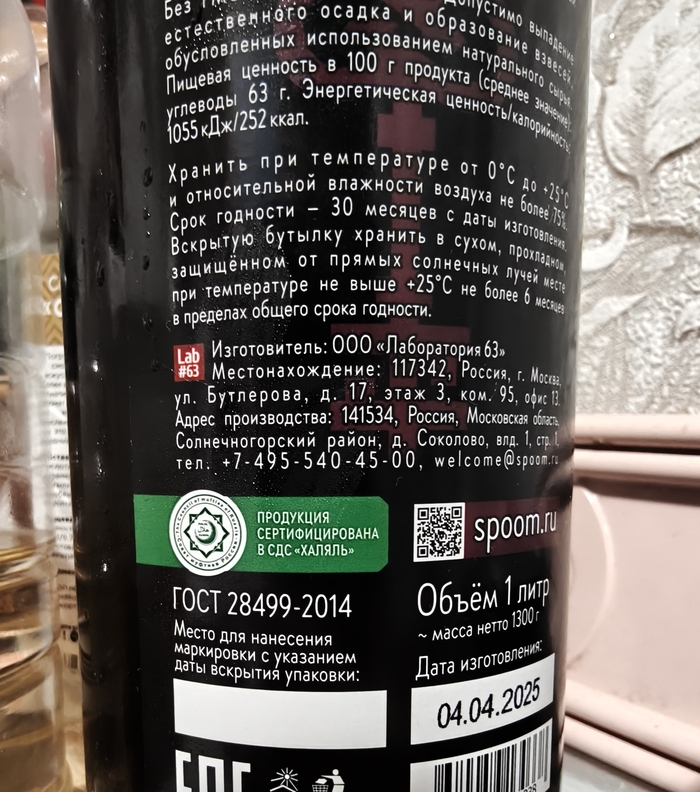 Без
Допустимо выпадение
естественного осадка и образование взвесей,
обусловленных использованием натурального сырья.
Пищевая ценность в 100 г продукта (среднее значение):
углеводы 63 г. Энергетическая ценность/калорийность:
1055 кДж/252 ккал.
Хранить при температуре от 0°С до +25°С
и относительной влажности воздуха не более 75%.
Срок годности – 30 месяцев с даты изготовления.
Вскрытую бутылку хранить в сухом, прохладном,
защищённом от прямых солнечных лучей месте
при температуре не выше +25°С не более 6 месяцев
в пределах общего срока годности.
Lab #63
Изготовитель: ООО «Лаборатория 63»
Местонахождение: 117342, Россия, г. Москва,
ул. Бутлерова, д. 17, этаж 3, ком. 95, офис 13.
Адрес производства: 141534, Россия, Московская область,
Солнечногорский район, д. Соколово, влд. 1, стр. 1,
тел. +7-495-540-45-00, welcome@spoom.ru
ПРОДУКЦИЯ
СЕРТИФИЦИРОВАНА
В СДС «ХАЛЯЛЬ»
spoom.ru
ГОСТ 28499-2014
Место для нанесения
маркировки с указанием
даты вскрытия упаковки:
Объём 1 литр
~ масса нетто 1300 г
Дата изготовления:
04.04.2025